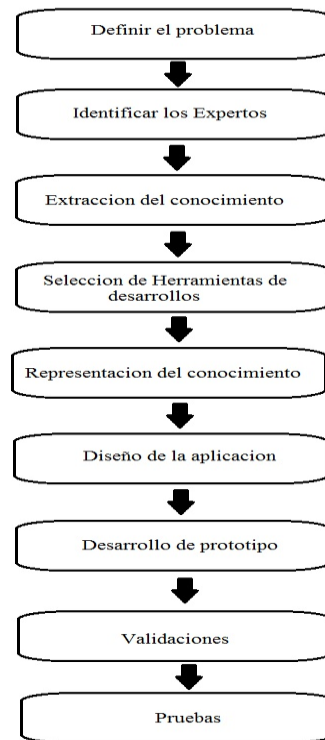 Definir el problema
Identificar los Expertos
Extraccion del conocimiento
Seleccion de Herramientas de
desarrollos
Representacion del conocimiento
Diseño de la aplicacion
Desarrollo de prototipo
Validaciones
Pruebas